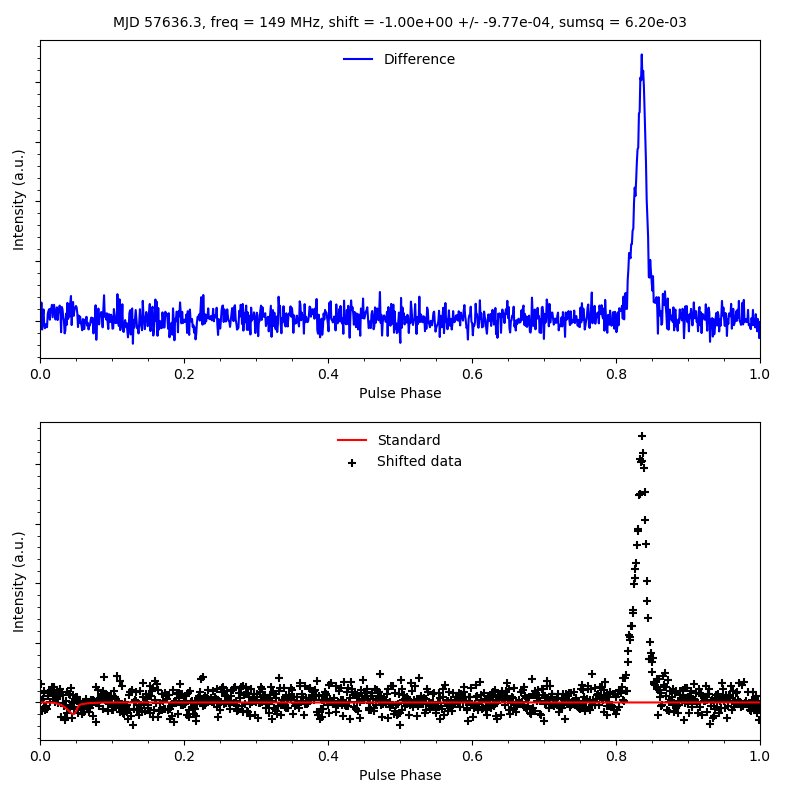 MJD 57636.3, freq = 149 MHz, shift = -1.00e+00 +/- -9.77e-04, sumsq = 6.20e-03
Difference
Intensity (a.u.)
0.0 0.2 0.4 0.6 0.8 1.0
Pulse Phase
Standard
Shifted data
Intensity (a.u.)
0.0 0.2 0.4 0.6 0.8 1.0
Pulse Phase